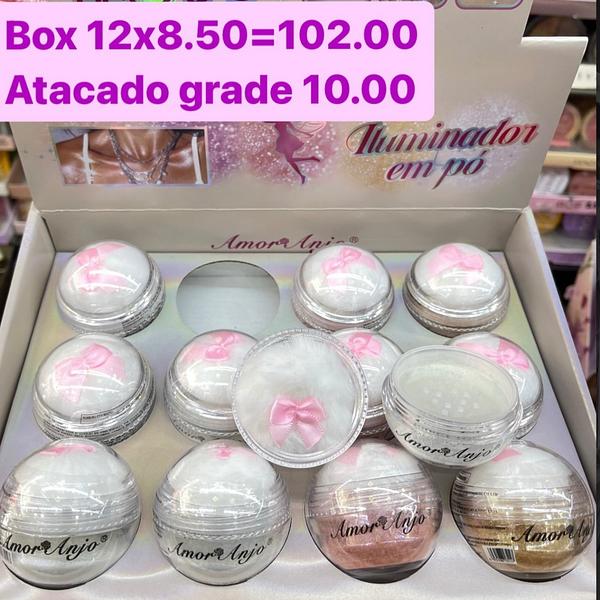 Box 12x8.50=102.00
Atacado grade 10.00
Iluminador
em pó
Amor Anjo®
Amor Anjo
Amor Anjo®
Amor Anjo
Amor Anjo®
Amor Anjo